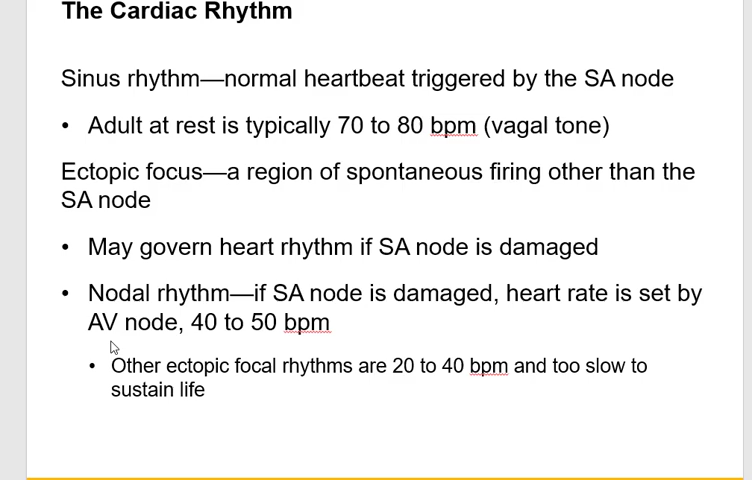 The Cardiac Rhythm
Sinus rhythm—normal heartbeat triggered by the SA node
• Adult at rest is typically 70 to 80 bpm (vagal tone)
Ectopic focus—a region of spontaneous firing other than the
SA node
• May govern heart rhythm if SA node is damaged
• Nodal rhythm—if SA node is damaged, heart rate is set by
AV node, 40 to 50 bpm
• Other ectopic focal rhythms are 20 to 40 bpm and too slow to
sustain life